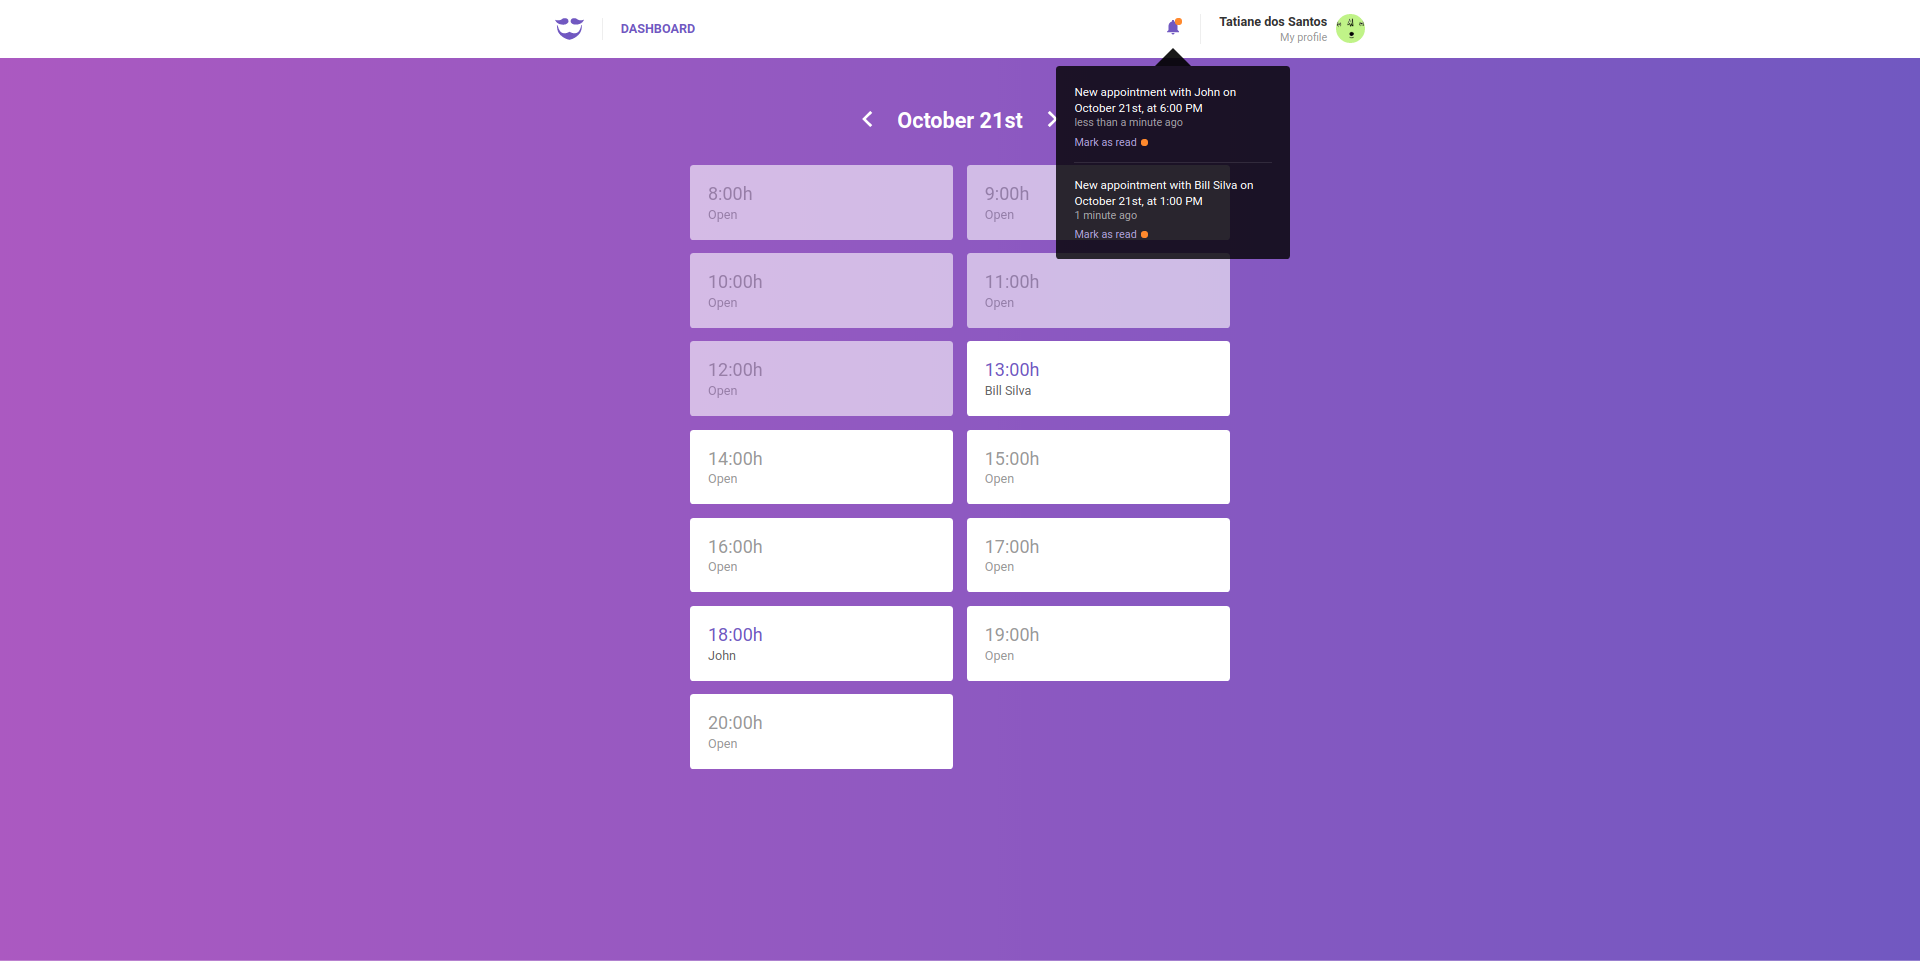 DASHBOARD
Tatiane dos Santos
My profile
New appointment with John on
October 21st, at 6:00 PM
less than a minute ago
Mark as read
New appointment with Bill Silva on
October 21st, at 1:00 PM
1 minute ago
Mark as read
October 21st
8:00h
Open
9:00h
Open
10:00h
Open
11:00h
Open
12:00h
Open
13:00h
Bill Silva
14:00h
Open
15:00h
Open
16:00h
Open
17:00h
Open
18:00h
John
19:00h
Open
20:00h
Open